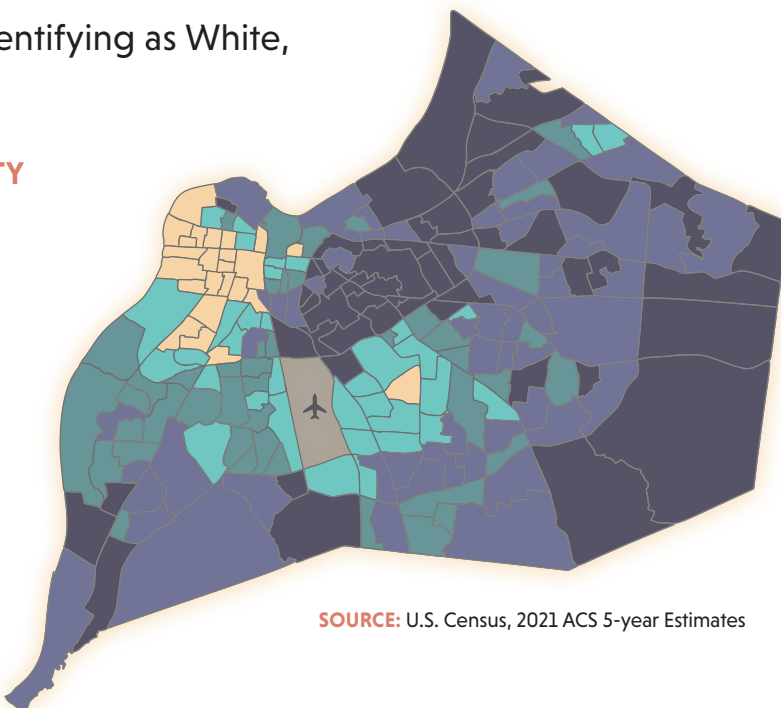 entifying as White,
TY
SOURCE: U.S. Census, 2021 ACS 5-year Estimates